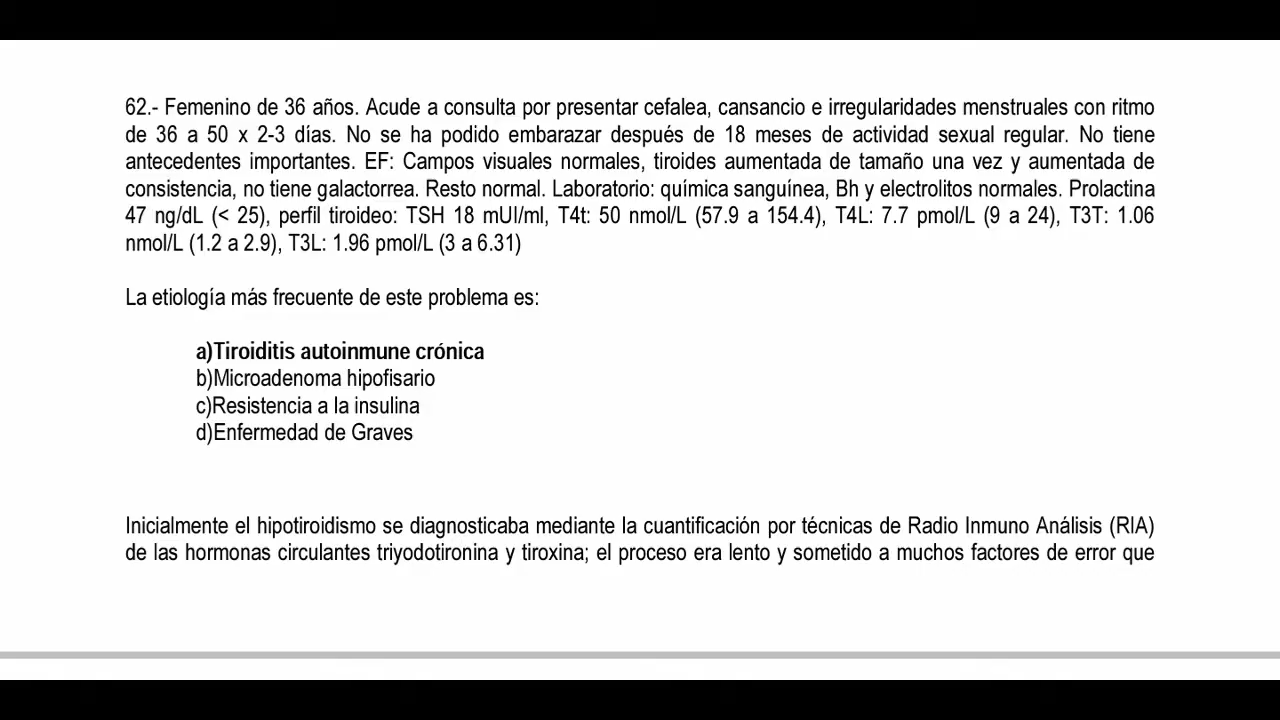 62.- Femenino de 36 años. Acude a consulta por presentar cefalea, cansancio e irregularidades menstruales con ritmo
de 36 a 50 x 2-3 días. No se ha podido embarazar después de 18 meses de actividad sexual regular. No tiene
antecedentes importantes. EF: Campos visuales normales, tiroides aumentada de tamaño una vez y aumentada de
consistencia, no tiene galactorrea. Resto normal. Laboratorio: química sanguínea, Bh y electrolitos normales. Prolactina
47 ng/dL (< 25), perfil tiroideo: TSH 18 mUI/ml, T4t: 50 nmol/L (57.9 a 154.4), T4L: 7.7 pmol/L (9 a 24), T3T: 1.06
nmol/L (1.2 a 2.9), T3L: 1.96 pmol/L (3 a 6.31)
La etiología más frecuente de este problema es:
a)Tiroiditis autoinmune crónica
b)Microadenoma hipofisario
c)Resistencia a la insulina
d)Enfermedad de Graves
Inicialmente el hipotiroidismo se diagnosticaba mediante la cuantificación por técnicas de Radio Inmuno Análisis (RIA)
de las hormonas circulantes triyodotironina y tiroxina; el proceso era lento y sometido a muchos factores de error que